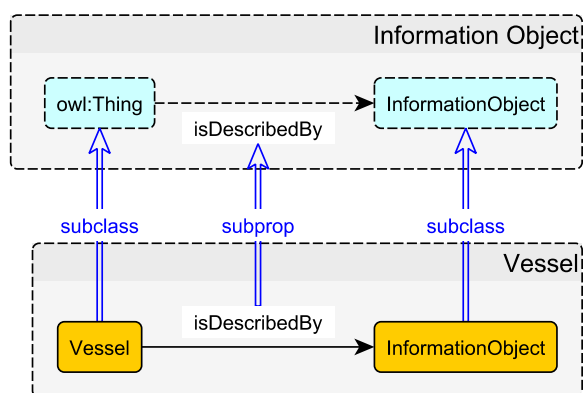 Information Object
owl:Thing
InformationObject
isDescribedBy
subclass
subprop
subclass
Vessel
isDescribedBy
Vessel
InformationObject